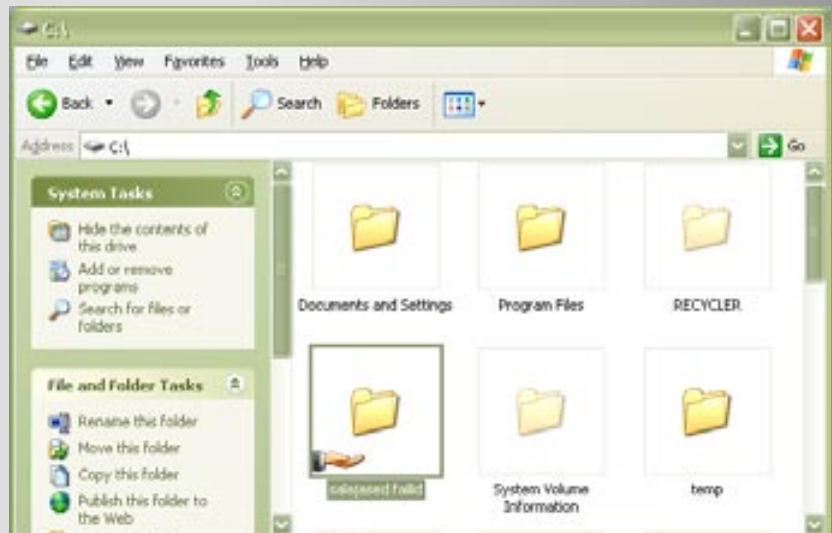 C:\
File Edit View Favorites Tools Help
Back Search Folders
Address C:\ Go
System Tasks
Hide the contents of
this drive
Add or remove
programs
Search for files or
folders
File and Folder Tasks
Rename this folder
Move this folder
Copy this folder
Publish this folder to
the Web
Documents and Settings
Program Files
RECYCLER
salajased failid
System Volume
Information
temp